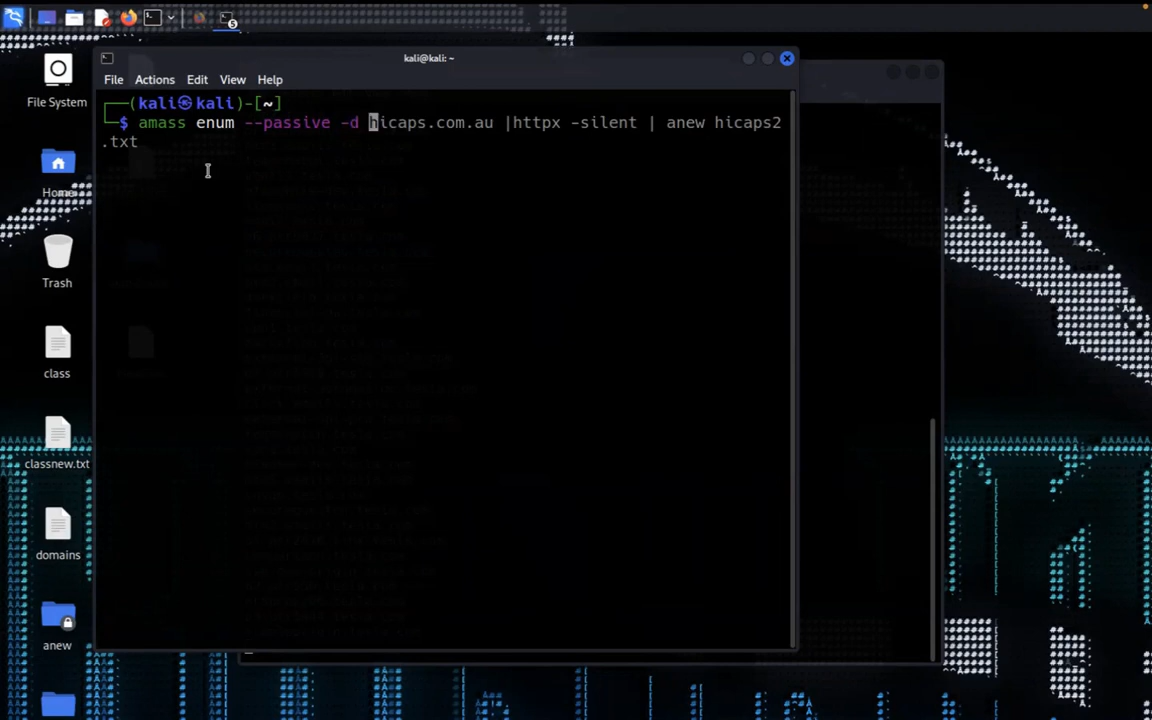 5
kali@kali: ~
File Actions Edit View Help
┌──(kali㉿kali)-[~]
└─$ amass enum --passive -d hicaps.com.au |httpx -silent | anew hicaps2
.txt
File System
Home
Trash
class
classnew.txt
domains
anew